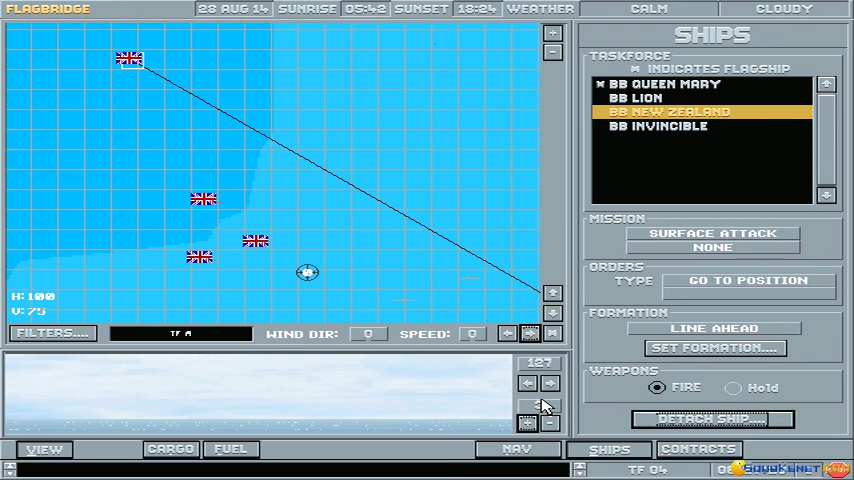 FLAGBRIDGE 28 AUG 14 SUNRISE 05:42 SUNSET 18:24 WEATHER CALM CLOUDY
SHIPS
TASKFORCE
INDICATES FLAGSHIP
BB QUEEN MARY
BB LION
BB NEW ZEALAND
BB INVINCIBLE
MISSION
SURFACE ATTACK
NONE
ORDERS
TYPE GO TO POSITION
FORMATION
LINE AHEAD
SET FORMATION....
WEAPONS
FIRE Hold
DETACH SHIP...
H:100
V:75
FILTERS.... TF A WIND DIR: 0 SPEED: 0
127
VIEW CARGO FUEL NAV SHIPS CONTACTS
TF 04